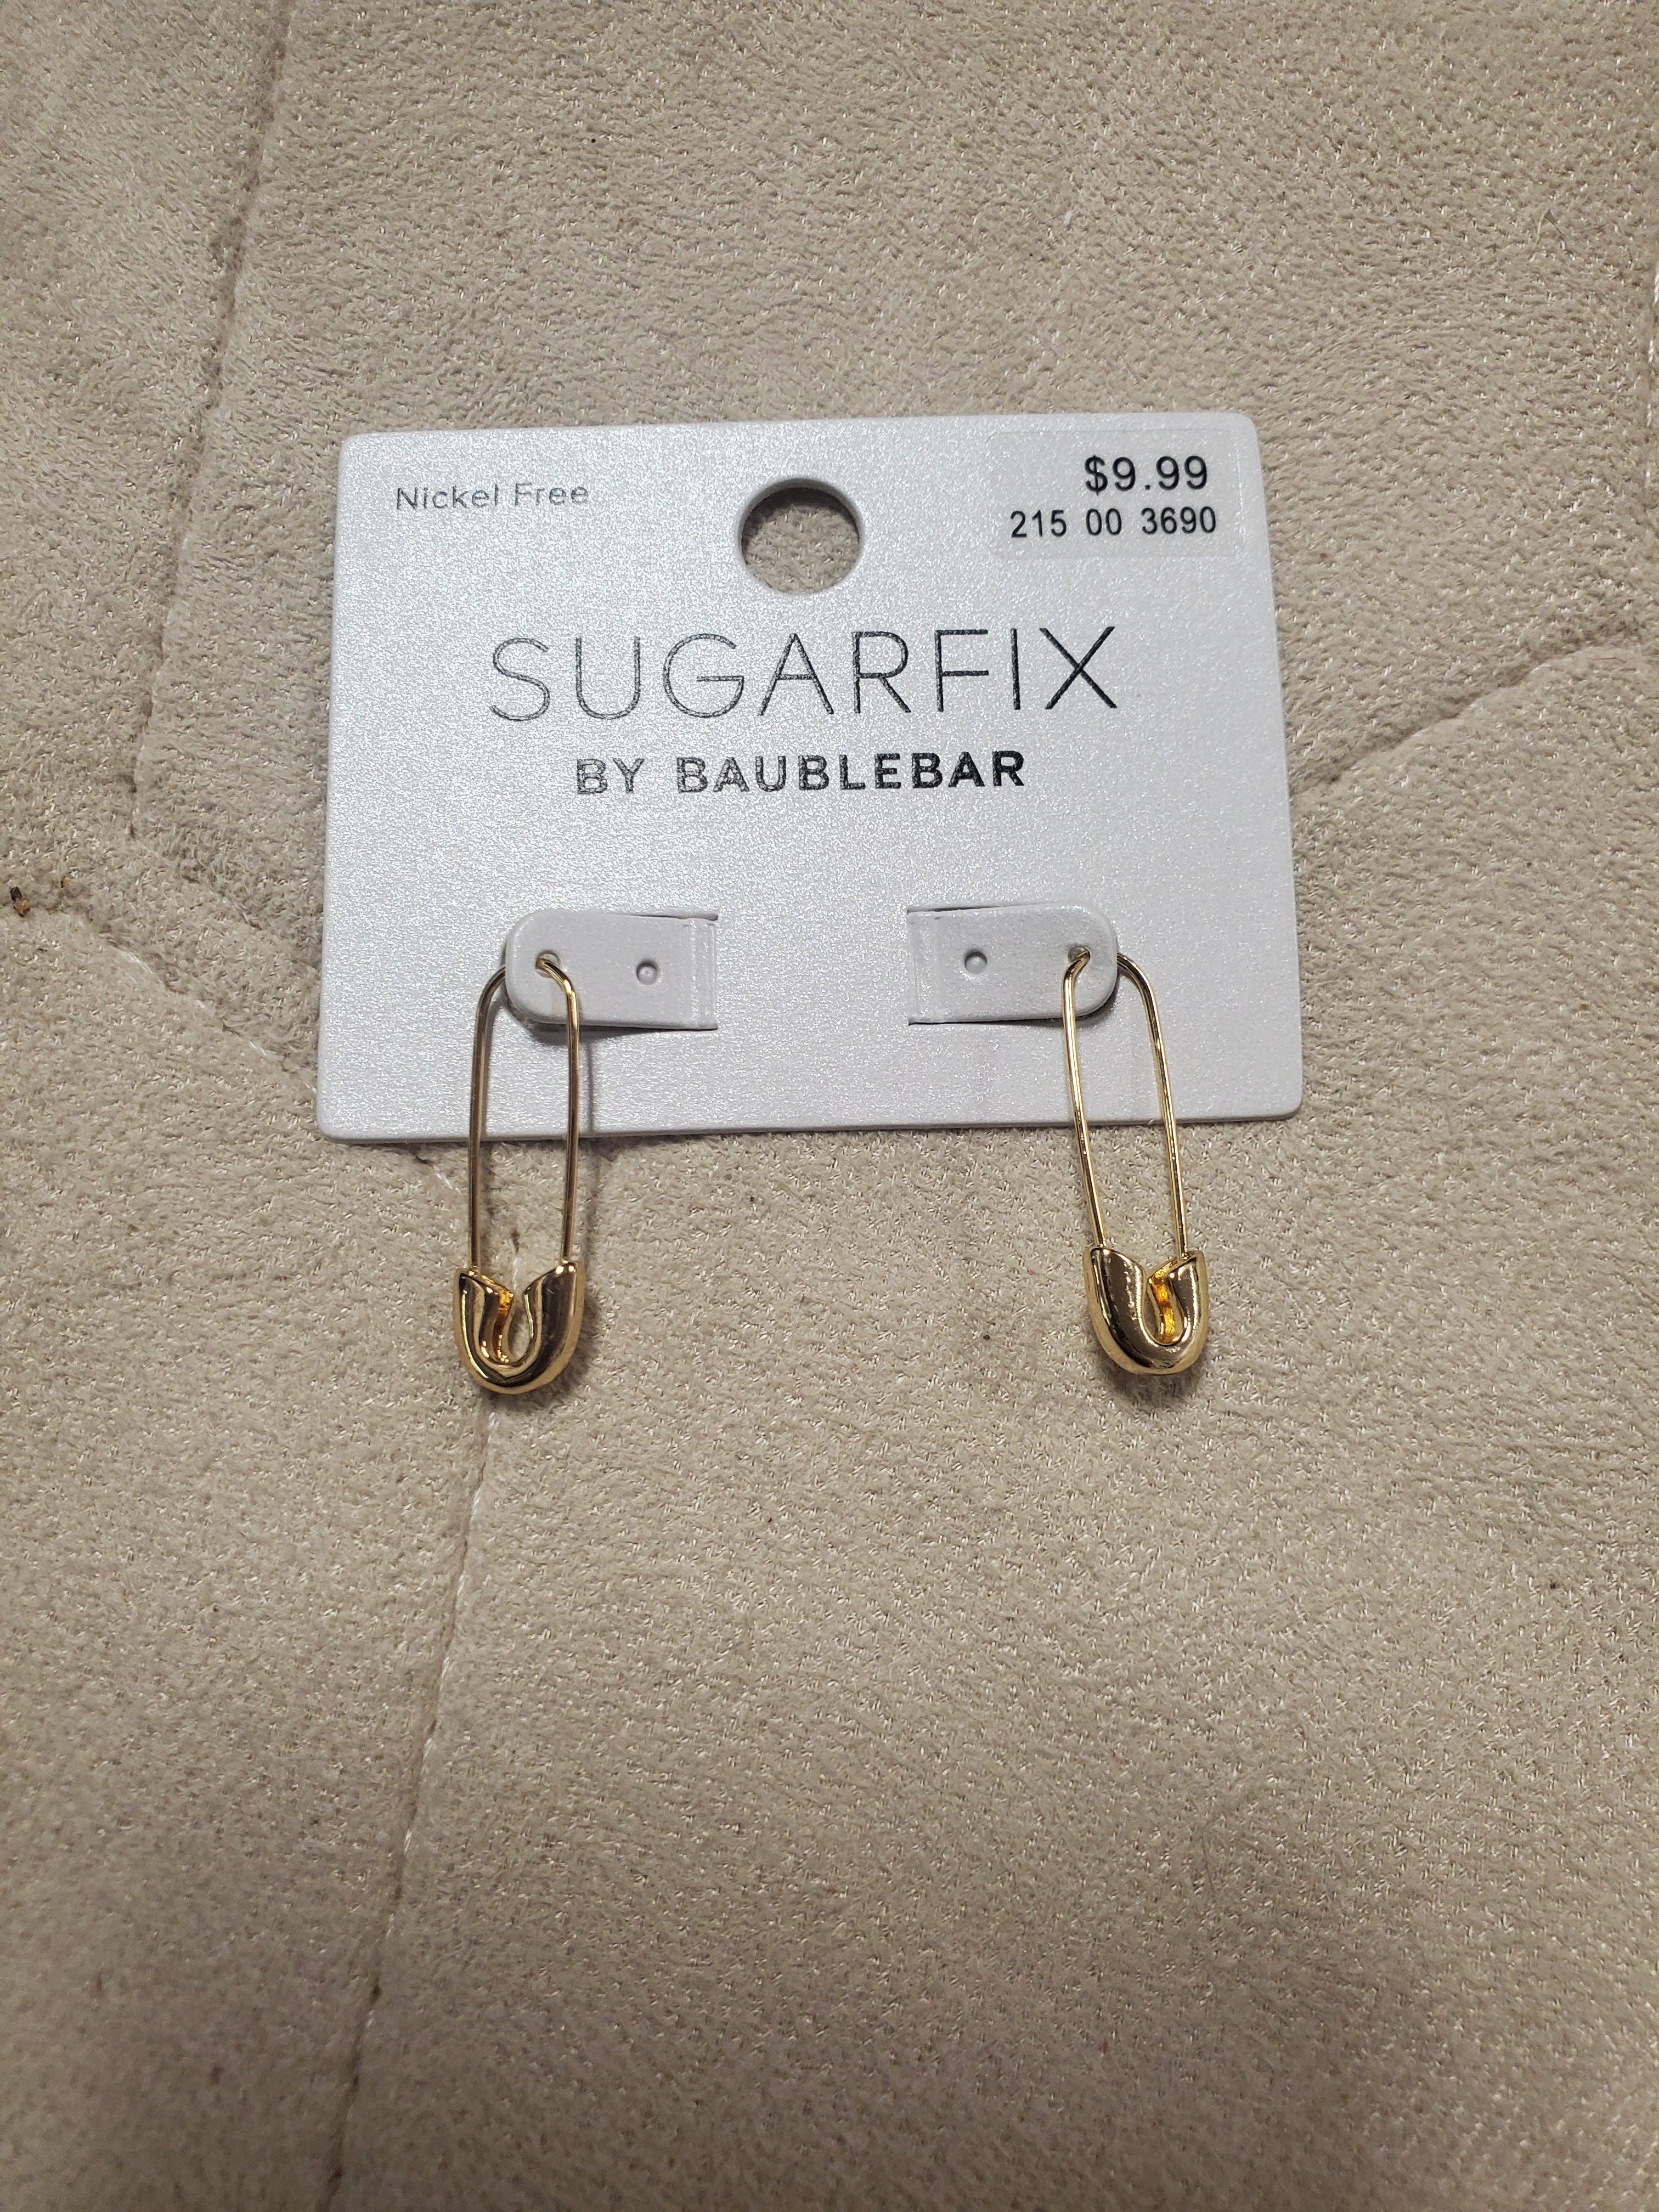 Nickel Free
$9.99
215 00 3690
SUGARFIX
BY BAUBLEBAR